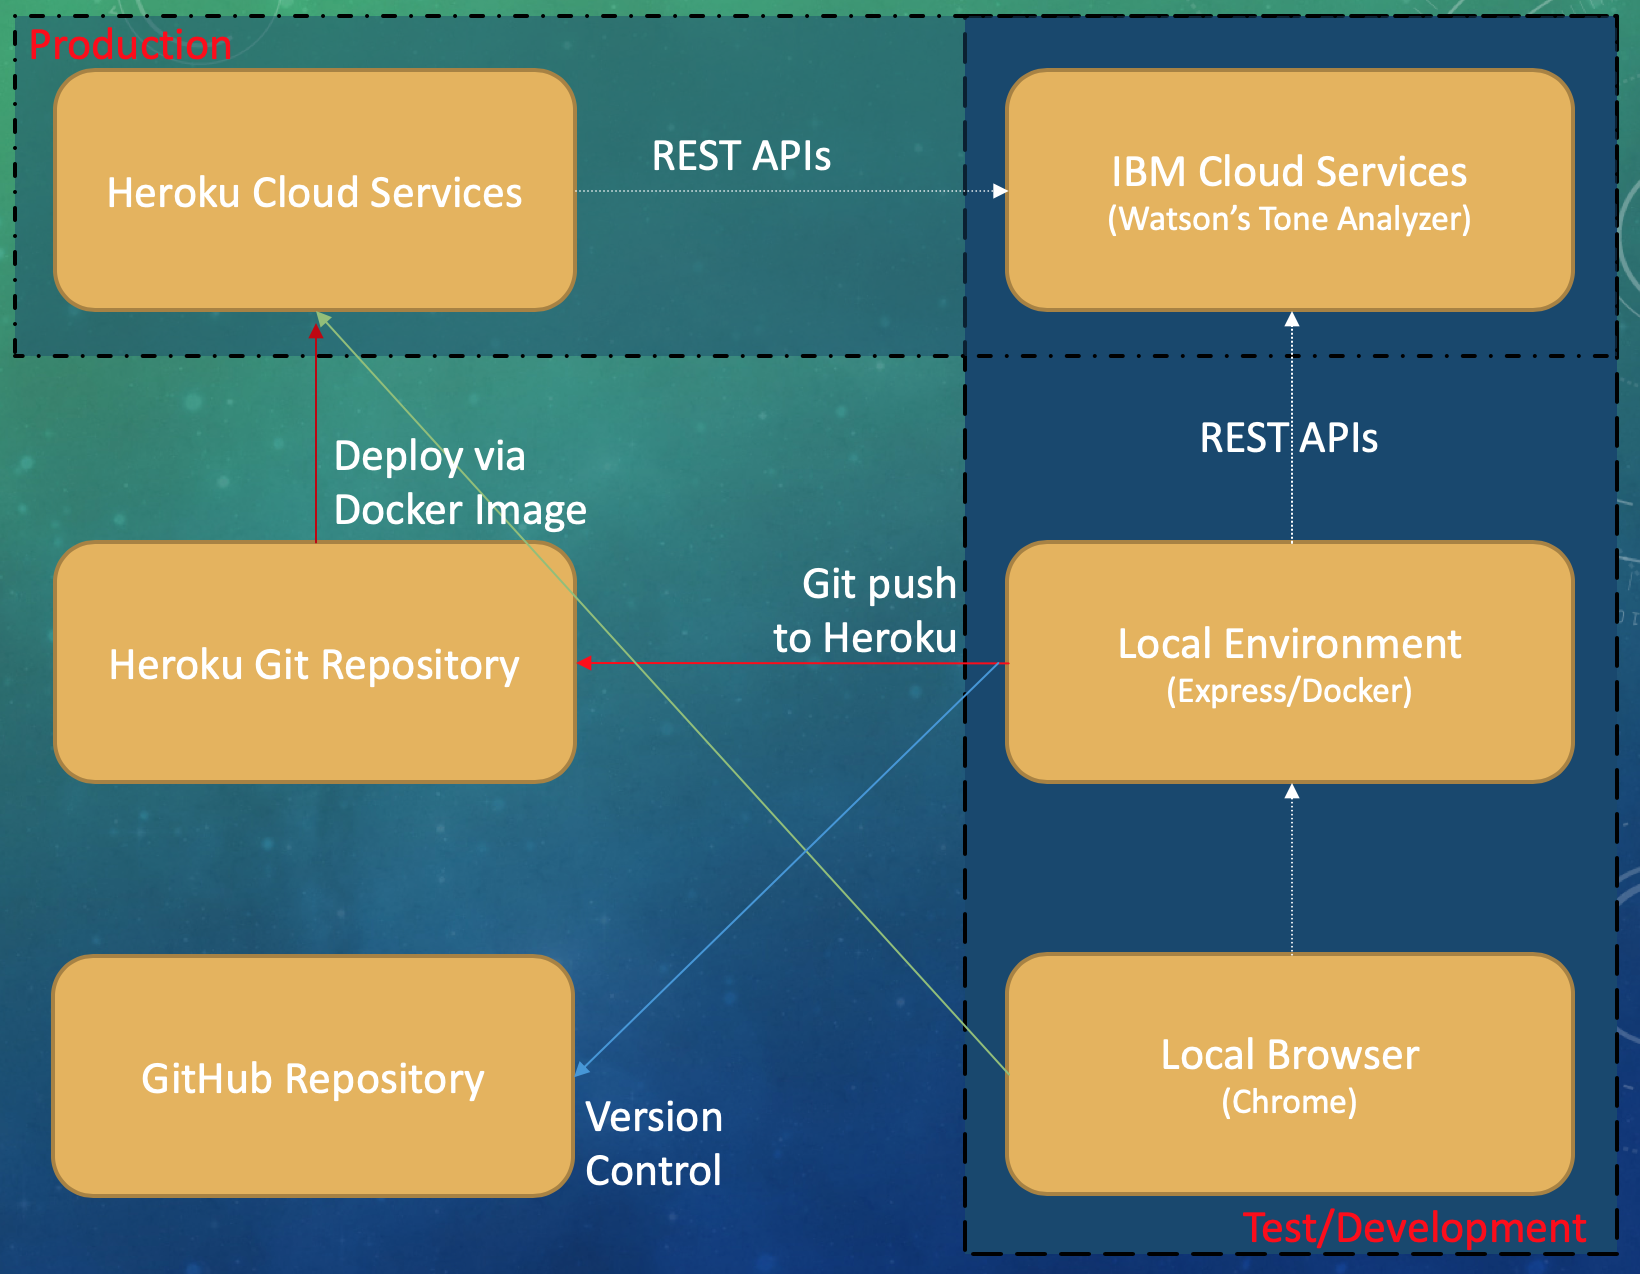 Production
Heroku Cloud Services
REST APIs
IBM Cloud Services
(Watson’s Tone Analyzer)
Deploy via
Docker Image
REST APIs
Git push
to Heroku
Heroku Git Repository
Local Environment
(Express/Docker)
GitHub Repository
Version
Control
Local Browser
(Chrome)
Test/Development